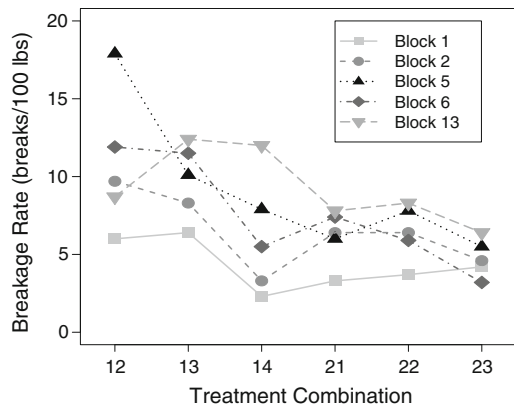 Breakage Rate (breaks/100 lbs)
20
15
10
5
0
Block 1
Block 2
Block 5
Block 6
Block 13
12 13 14 21 22 23
Treatment Combination